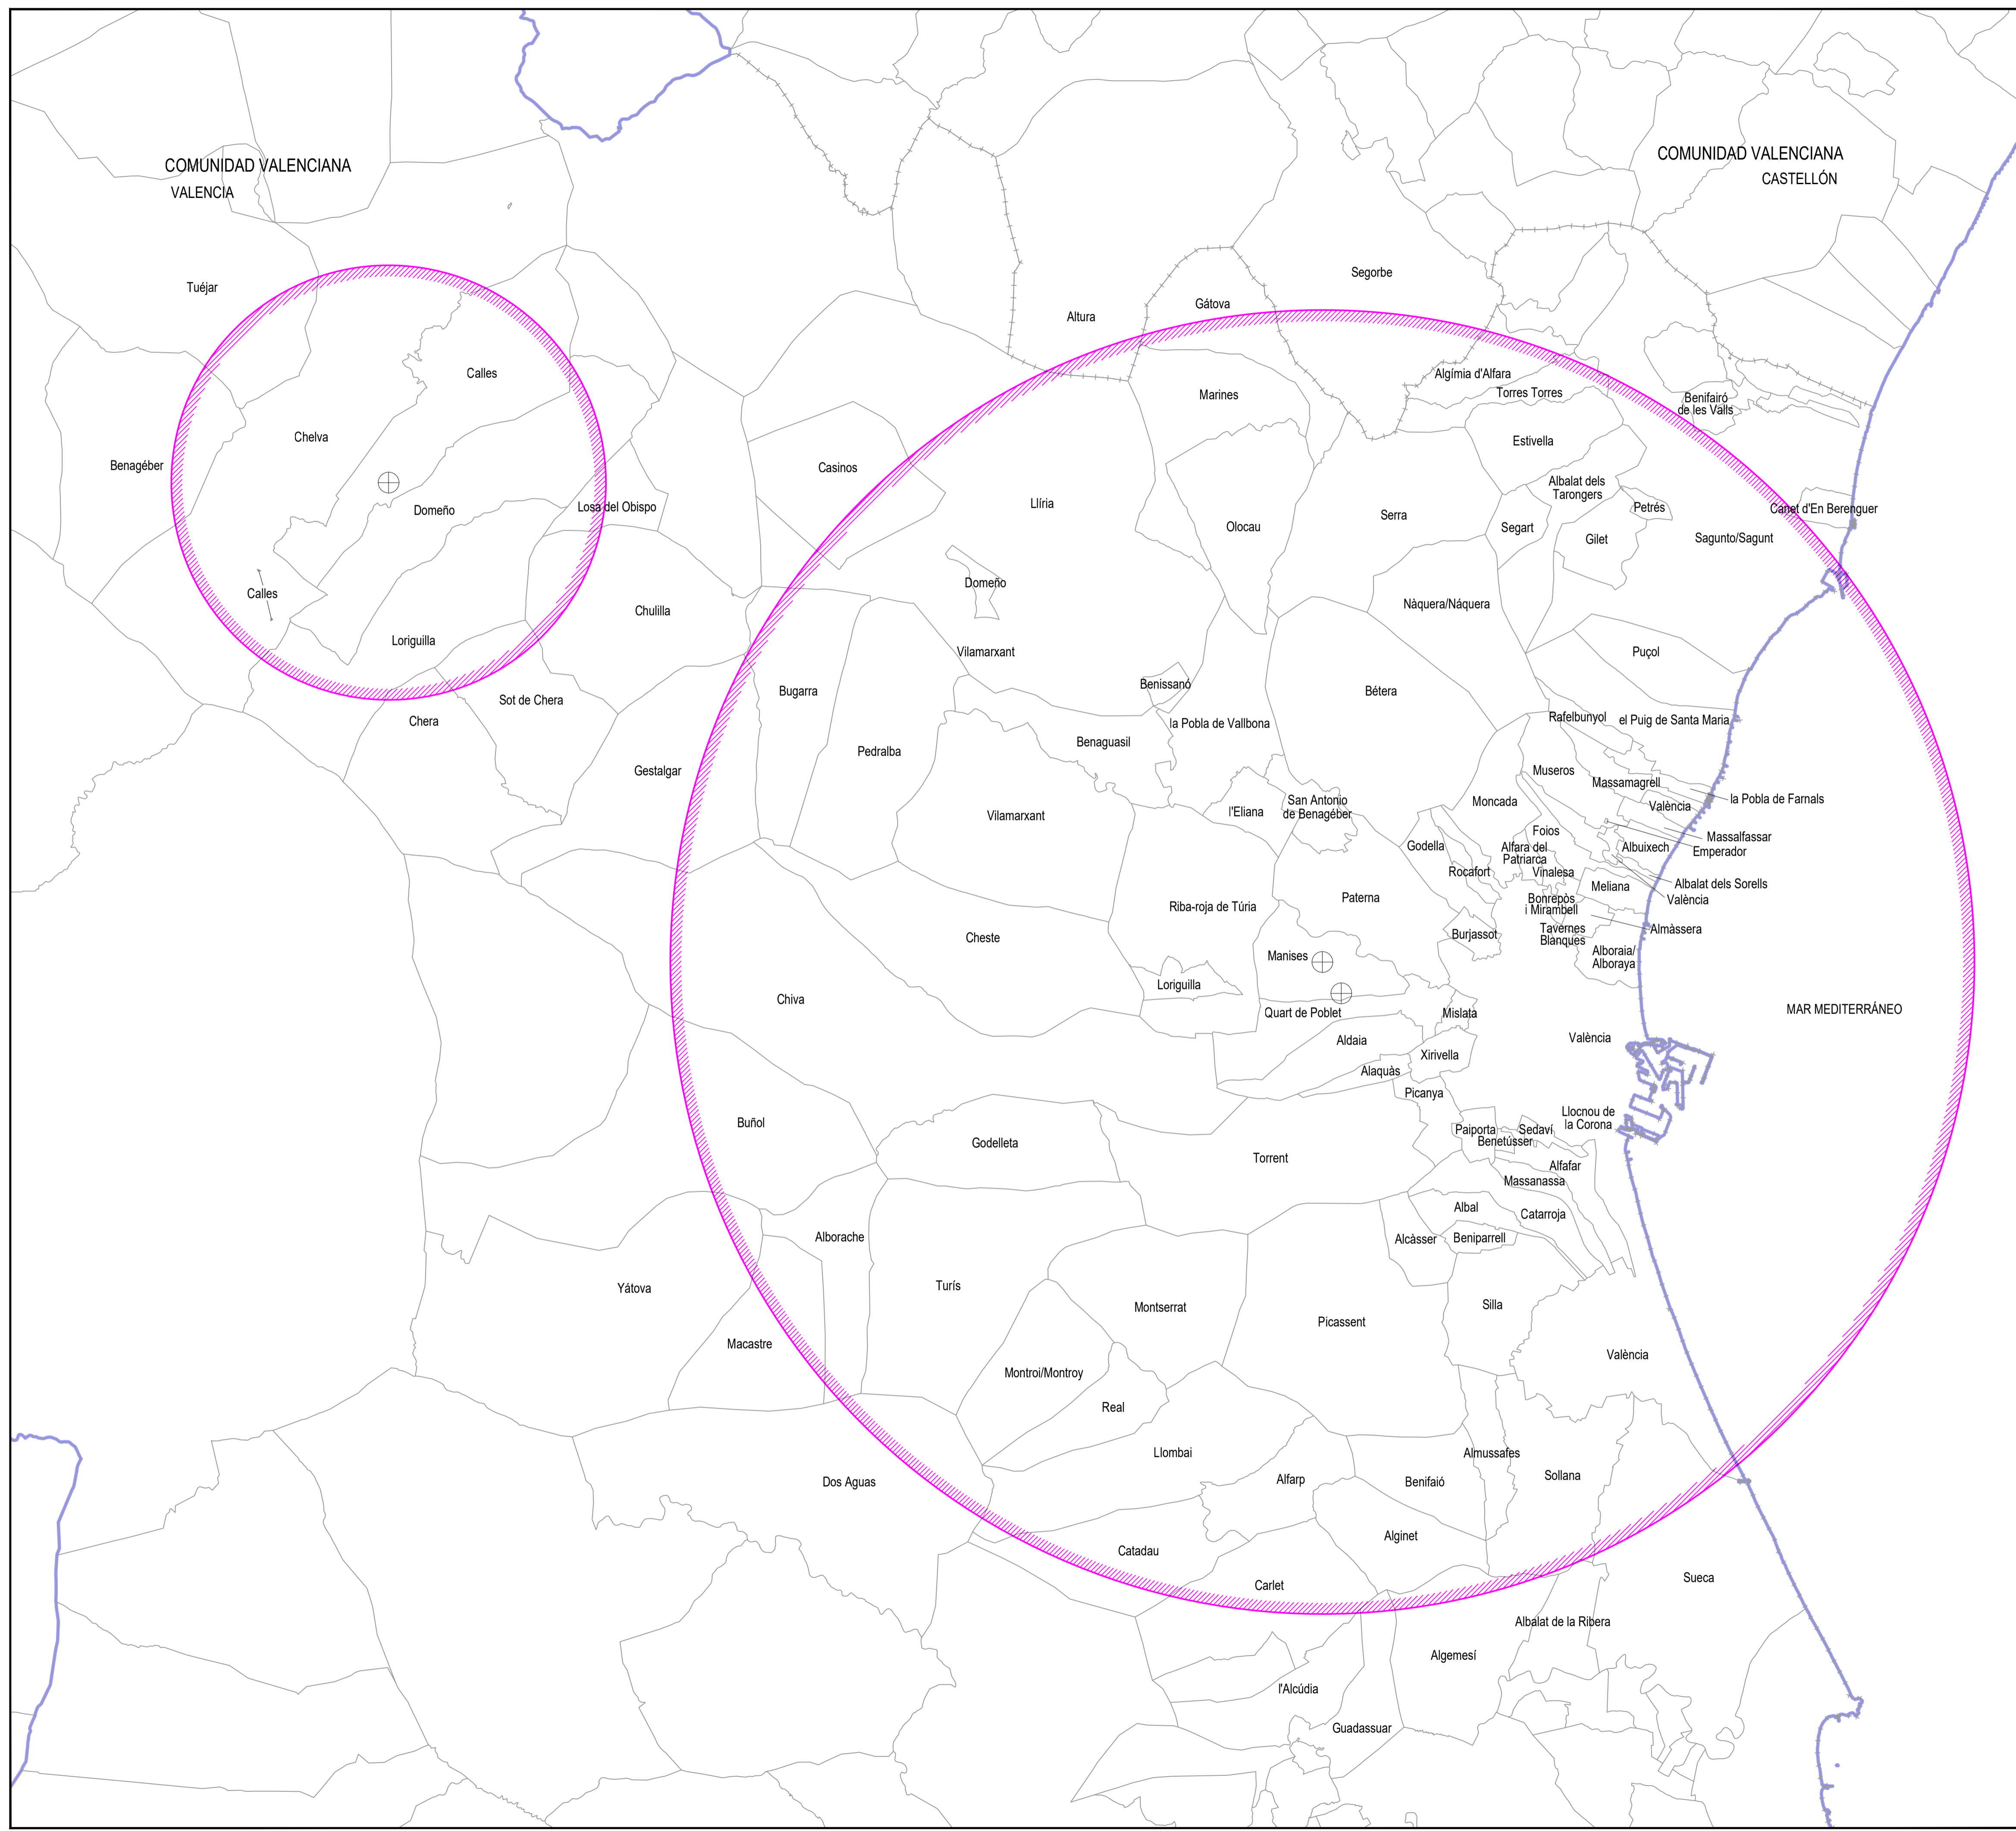 COMUNIDAD VALENCIANA
VALENCIA
COMUNIDAD VALENCIANA
CASTELLÓN
Tuéjar
Segorbe
Gátova
Altura
Calles
Algímia d'Alfara
Torres Torres
Marines
Benifairó
de les Valls
Chelva
Estivella
Benagéber
Casinos
Albalat dels
Tarongers
Llíria
Domeño
Losa del Obispo
Petrés
Canet d'En Berenguer
Serra
Olocau
Segart
Gilet
Sagunto/Sagunt
Domeño
Calles
Chulilla
Nàquera/Náquera
Loriguilla
Vilamarxant
Puçol
Benissanó
Bugarra
Bétera
Sot de Chera
Chera
Rafelbunyol
el Puig de Santa Maria
la Pobla de Vallbona
Benaguasil
Pedralba
Gestalgar
Museros
Massamagrell
San Antonio
de Benagéber
Moncada
la Pobla de Farnals
València
l'Eliana
Vilamarxant
Foios
Massalfassar
Godella
Alfara del
Patriarca
Albuixech
Emperador
Rocafort
Vinalesa
Meliana
Albalat dels Sorells
València
Paterna
Bonrepòs
i Mirambell
Riba-roja de Túria
Tavernes
Blanques
Almàssera
Cheste
Burjassot
Alboraia/
Alboraya
Manises
Loriguilla
Chiva
Quart de Poblet
Mislata
MAR MEDITERRÁNEO
Aldaia
València
Xirivella
Alaquàs
Picanya
Llocnou de
la Corona
Buñol
Paiporta
Sedaví
Benetússer
Godelleta
Torrent
Alfafar
Massanassa
Albal
Catarroja
Alborache
Alcàsser
Beniparrell
Yátova
Turís
Montserrat
Silla
Picassent
Macastre
València
Montroi/Montroy
Real
Llombai
Almussafes
Dos Aguas
Alfarp
Benifaió
Sollana
Alginet
Catadau
Carlet
Sueca
Albalat de la Ribera
Algemesí
l'Alcúdia
Guadassuar